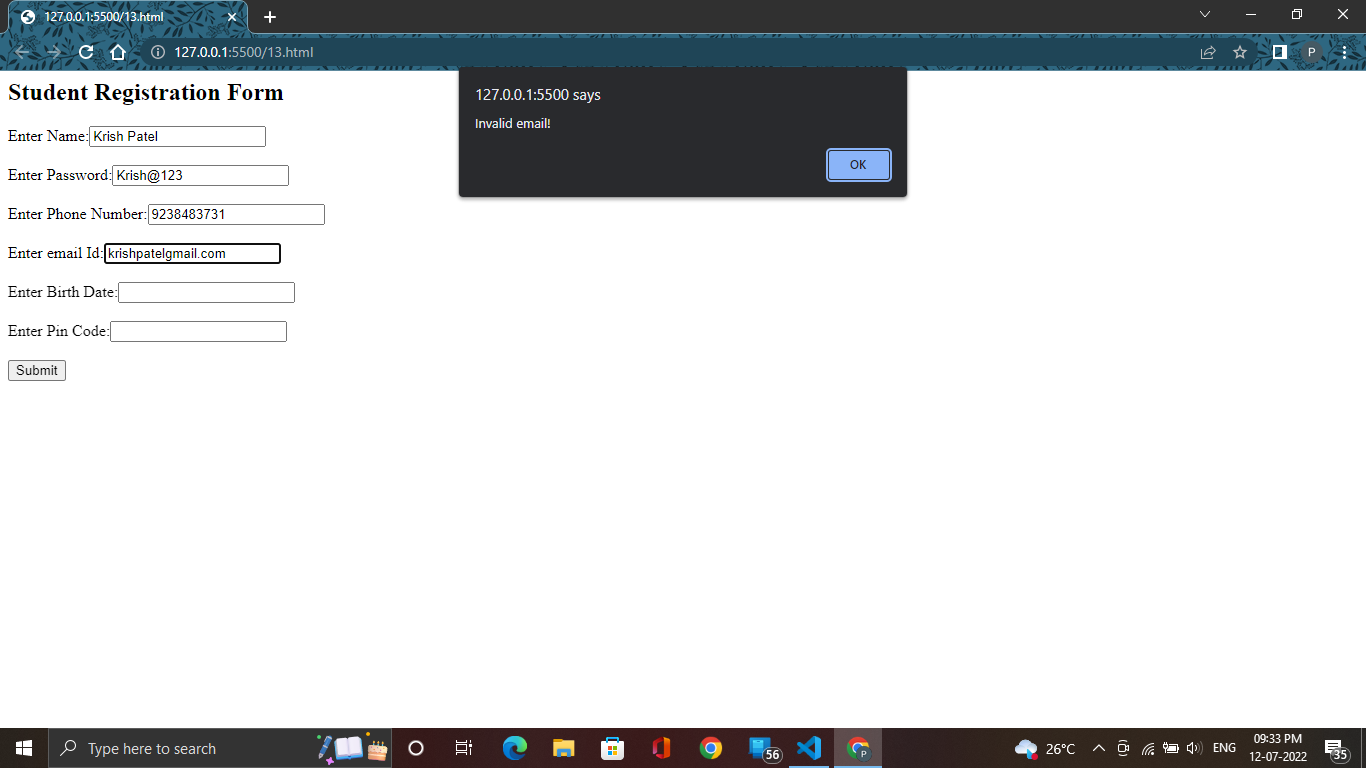 127.0.0.1:5500/13.html
127.0.0.1:5500/13.html
P
127.0.0.1:5500 says
Invalid email!
OK
Student Registration Form
Enter Name:Krish Patel
Enter Password:Krish@123
Enter Phone Number:9238483731
Enter email Id:krishpatelgmail.com
Enter Birth Date:
Enter Pin Code:
Submit
Type here to search
56
P
26°C
ENG
09:33 PM
12-07-2022
35